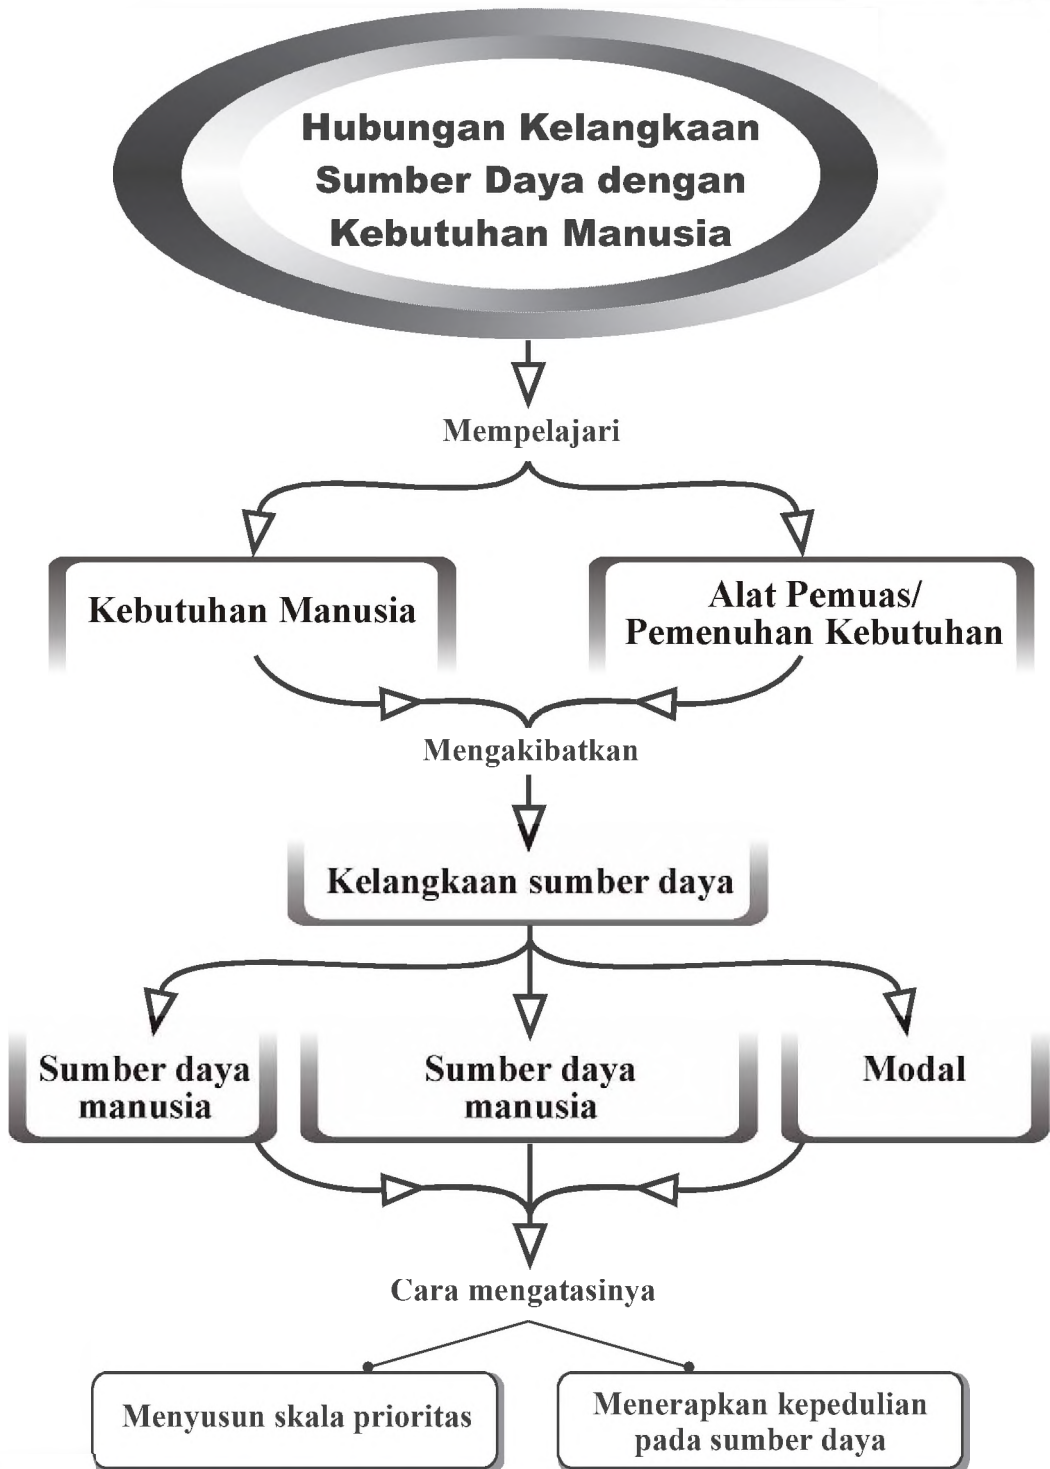 Hubungan Kelangkaan
Sumber Daya dengan
Kebutuhan Manusia
Mempelajari
Kebutuhan Manusia
Alat Pemuas/
Pemenuhan Kebutuhan
Mengakibatkan
Kelangkaan sumber daya
Sumber daya
manusia
Sumber daya
manusia
Modal
Cara mengatasinya
Menyusun skala prioritas
Menerapkan kepedulian
pada sumber daya